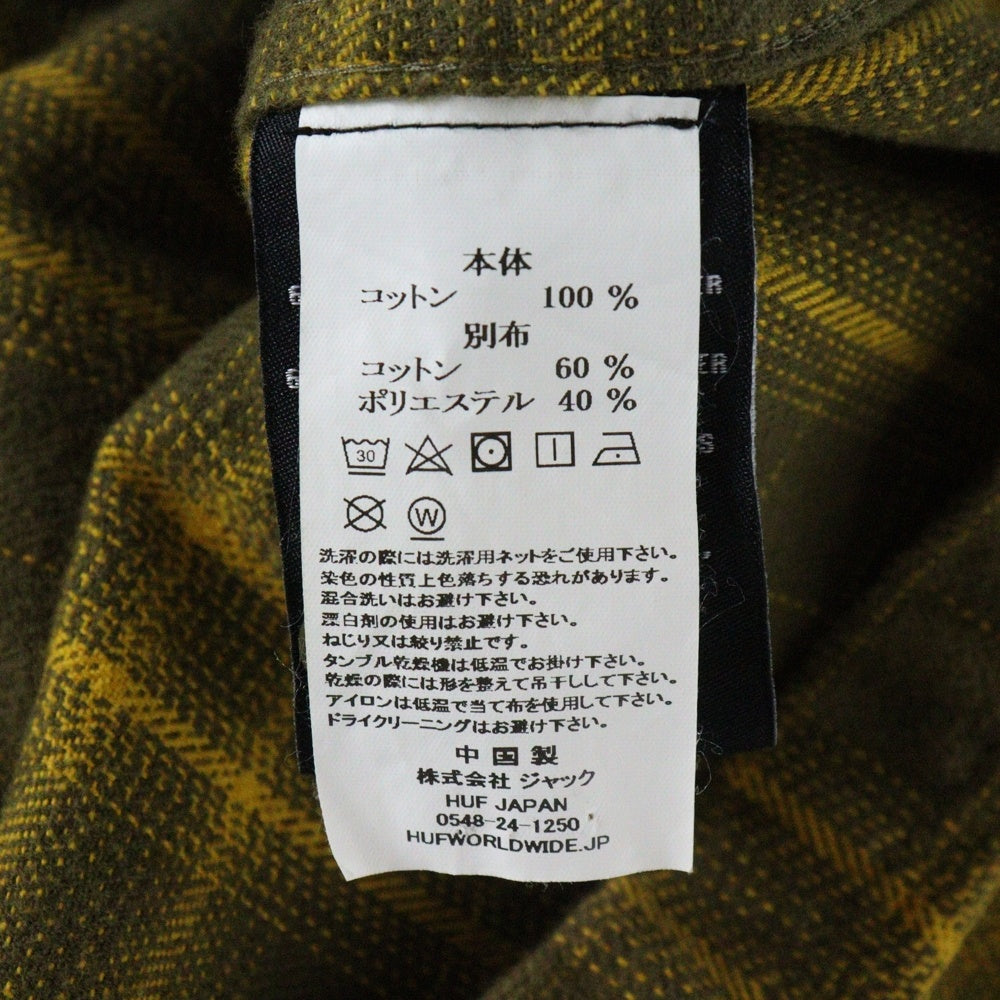 本体
コットン 100 %
別布
コットン 60 %
ポリエステル 40 %
30
W
洗濯の際には洗濯用ネットをご使用下さい。
染色の性質上色落ちする恐れがあります。
混合洗いはお避け下さい。
漂白剤の使用はお避け下さい。
ねじり又は絞り禁止です。
タンブル乾燥機は低温でお掛け下さい。
乾燥の際には形を整えて吊干しして下さい。
アイロンは低温で当て布を使用して下さい。
ドライクリーニングはお避け下さい。
中国製
株式会社 ジャック
HUF JAPAN
0548-24-1250
HUFWORLDWIDE.JP